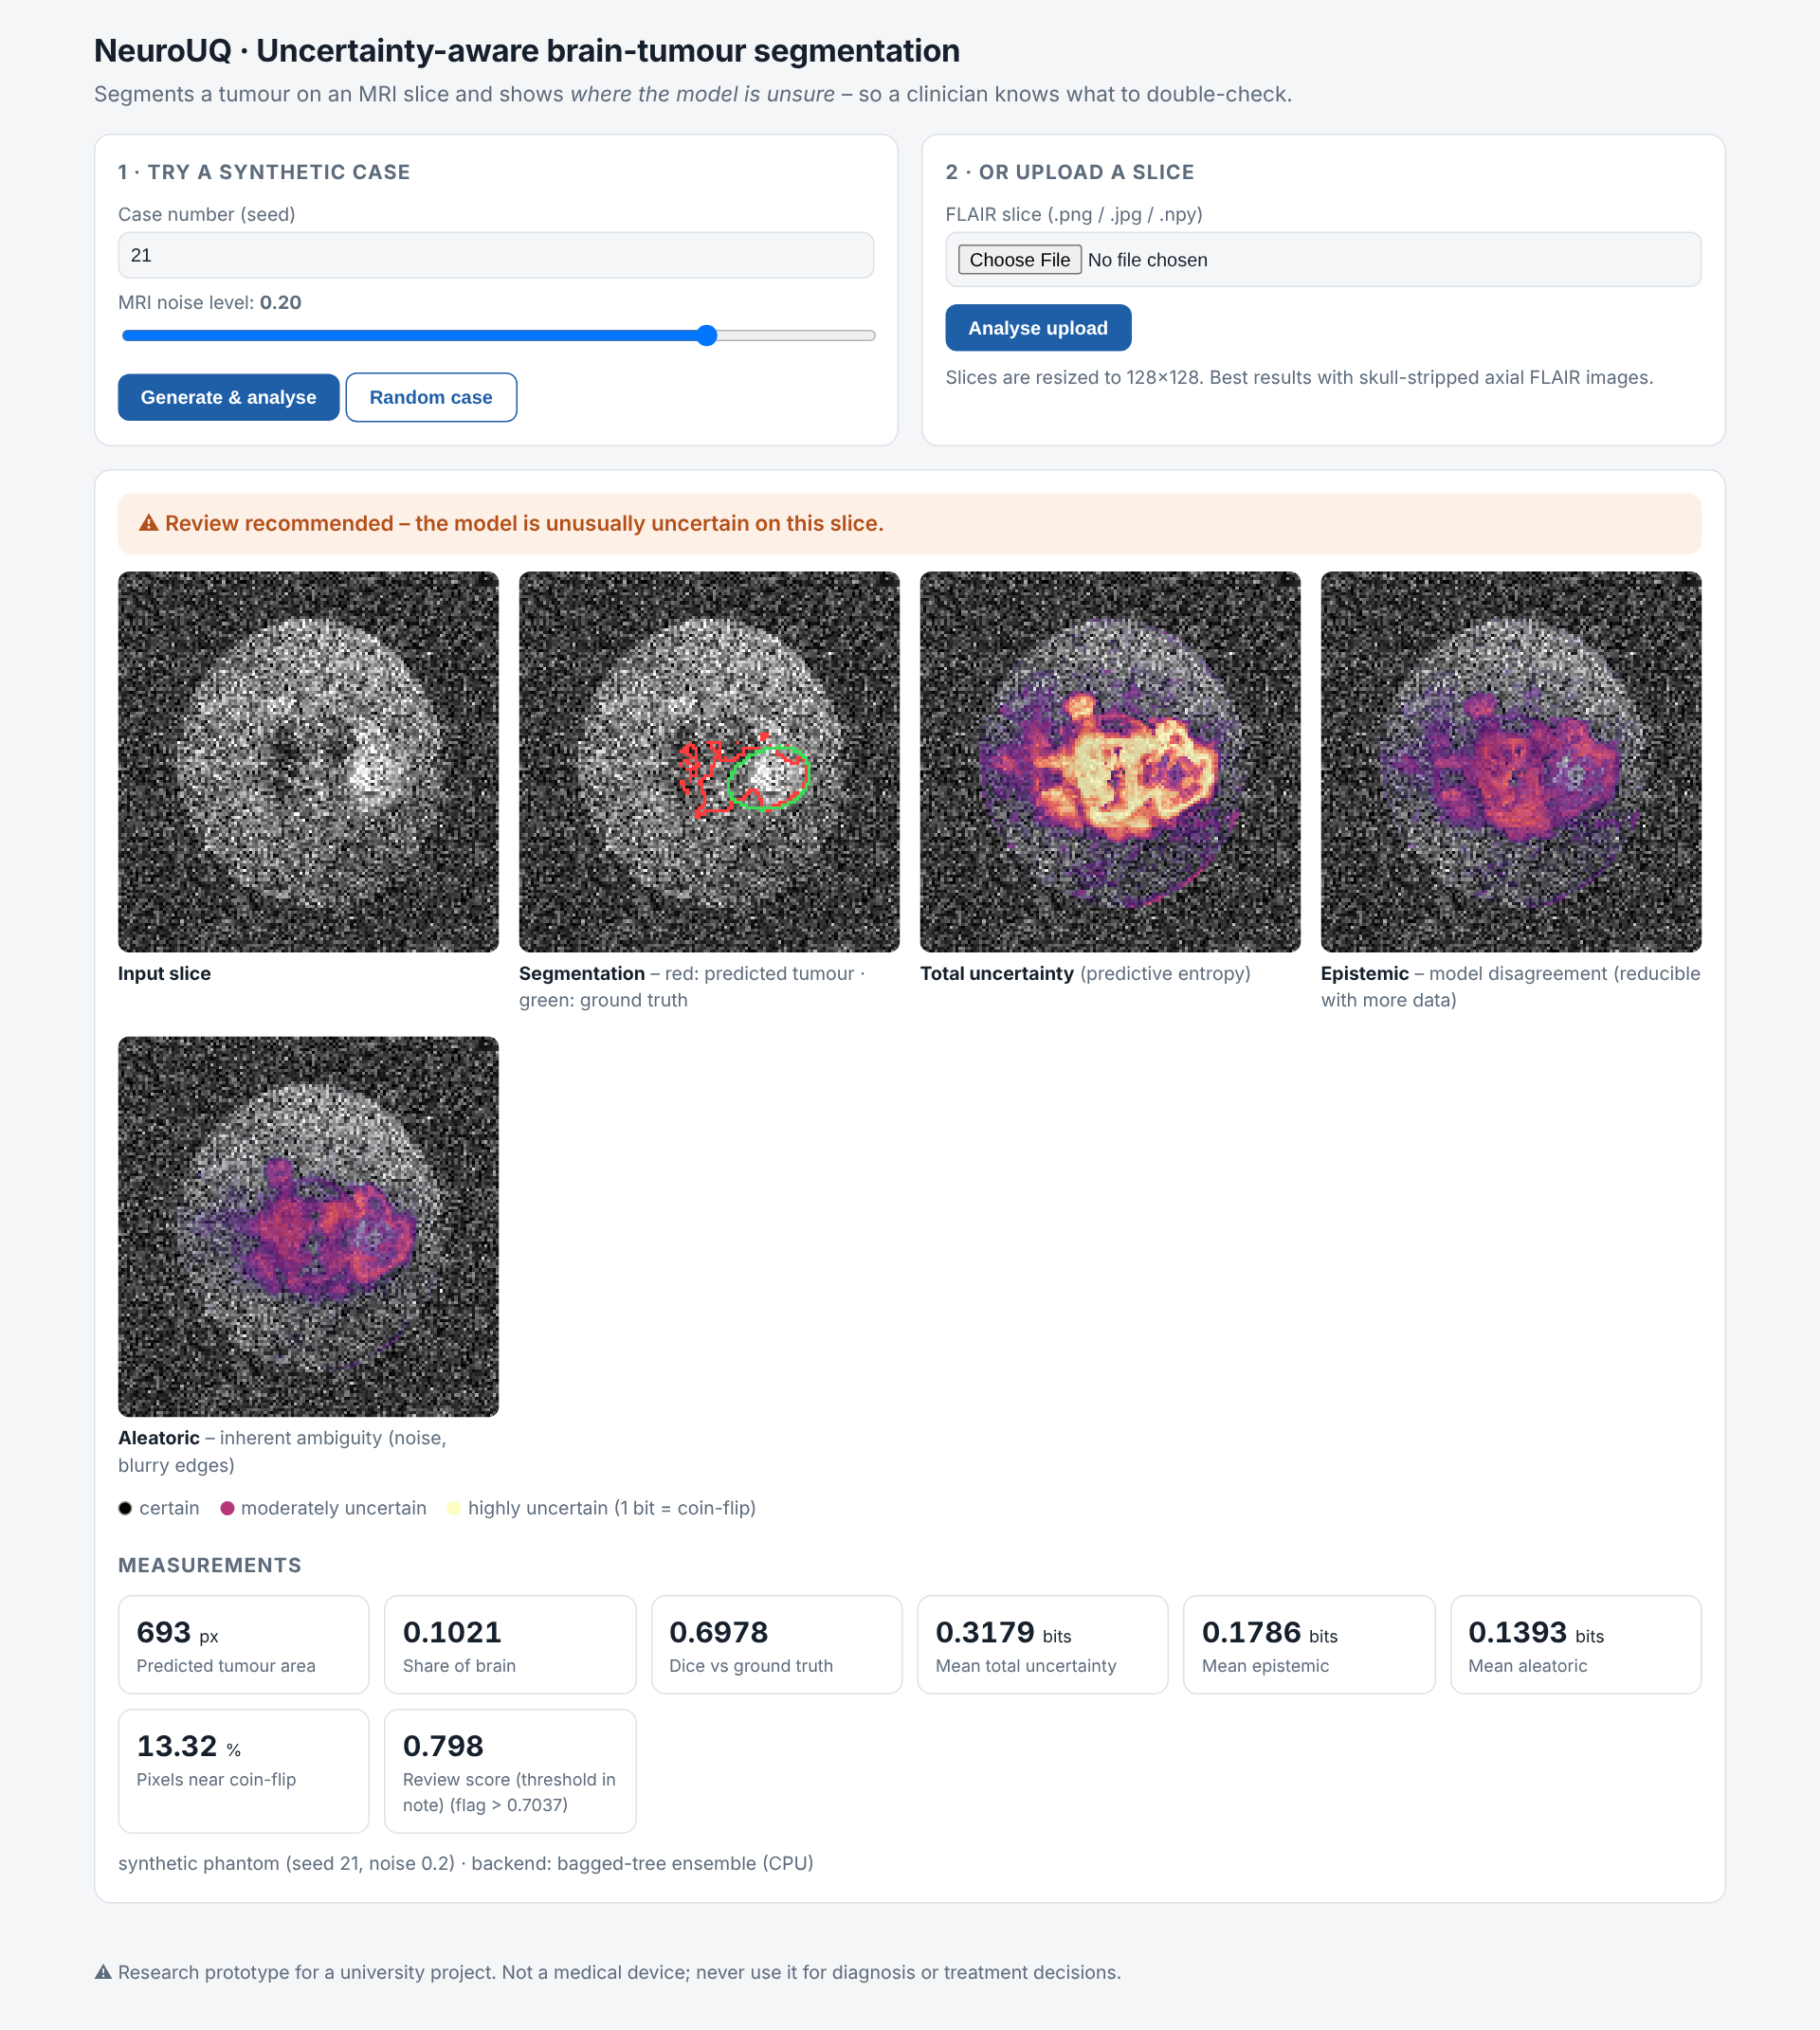 NeuroUQ · Uncertainty-aware brain-tumour segmentation
Segments a tumour on an MRI slice and shows where the model is unsure – so a clinician knows what to double-check.
1 · TRY A SYNTHETIC CASE
Case number (seed)
21
MRI noise level: 0.20
Generate & analyse
Random case
2 · OR UPLOAD A SLICE
FLAIR slice (.png / .jpg / .npy)
Choose File No file chosen
Analyse upload
Slices are resized to 128×128. Best results with skull-stripped axial FLAIR images.
⚠ Review recommended – the model is unusually uncertain on this slice.
Input slice
Segmentation – red: predicted tumour ·
green: ground truth
Total uncertainty (predictive entropy)
Epistemic – model disagreement (reducible
with more data)
Aleatoric – inherent ambiguity (noise,
blurry edges)
certain
moderately uncertain
highly uncertain (1 bit = coin-flip)
MEASUREMENTS
693 px
Predicted tumour area
0.1021
Share of brain
0.6978
Dice vs ground truth
0.3179 bits
Mean total uncertainty
0.1786 bits
Mean epistemic
0.1393 bits
Mean aleatoric
13.32 %
Pixels near coin-flip
0.798
Review score (threshold in
note) (flag > 0.7037)
synthetic phantom (seed 21, noise 0.2) · backend: bagged-tree ensemble (CPU)
⚠ Research prototype for a university project. Not a medical device; never use it for diagnosis or treatment decisions.